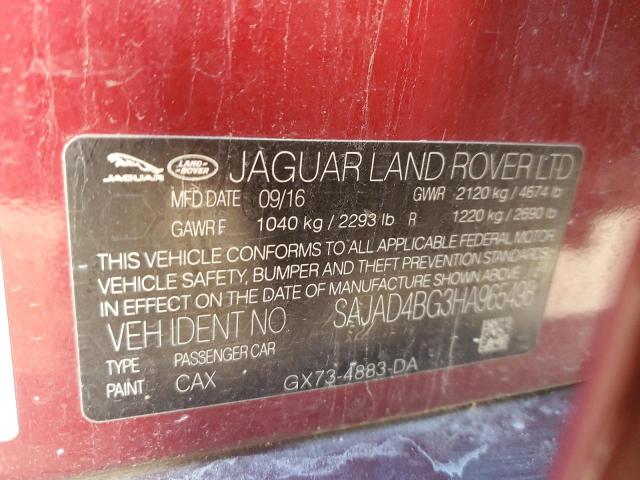 JAGUAR LAND-ROVER JAGUAR LAND ROVER LTD
MFD DATE 09/16 GVWR 2120 kg / 4674 lb
GAWR F 1040 kg / 2293 lb R 1220 kg / 2690 lb
THIS VEHICLE CONFORMS TO ALL APPLICABLE FEDERAL MOTOR
VEHICLE SAFETY, BUMPER AND THEFT PREVENTION STANDARDS
IN EFFECT ON THE DATE OF MANUFACTURE SHOWN ABOVE
VEH IDENT NO. SAJAD4BG3HA965496
TYPE PASSENGER CAR
PAINT CAX GX73-4883-DA